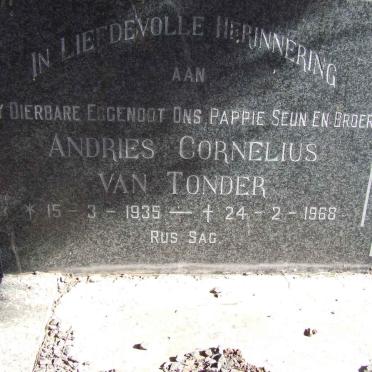 IN LIEFDEVOLLE HERINNERING
AAN
Y DIERBARE EGGENOOT ONS PAPPIE SEUN EN BROER
ANDRIES CORNELIUS
VAN TONDER
* 15 - 3 - 1935 — † 24 - 2 - 1968
RUS SAG